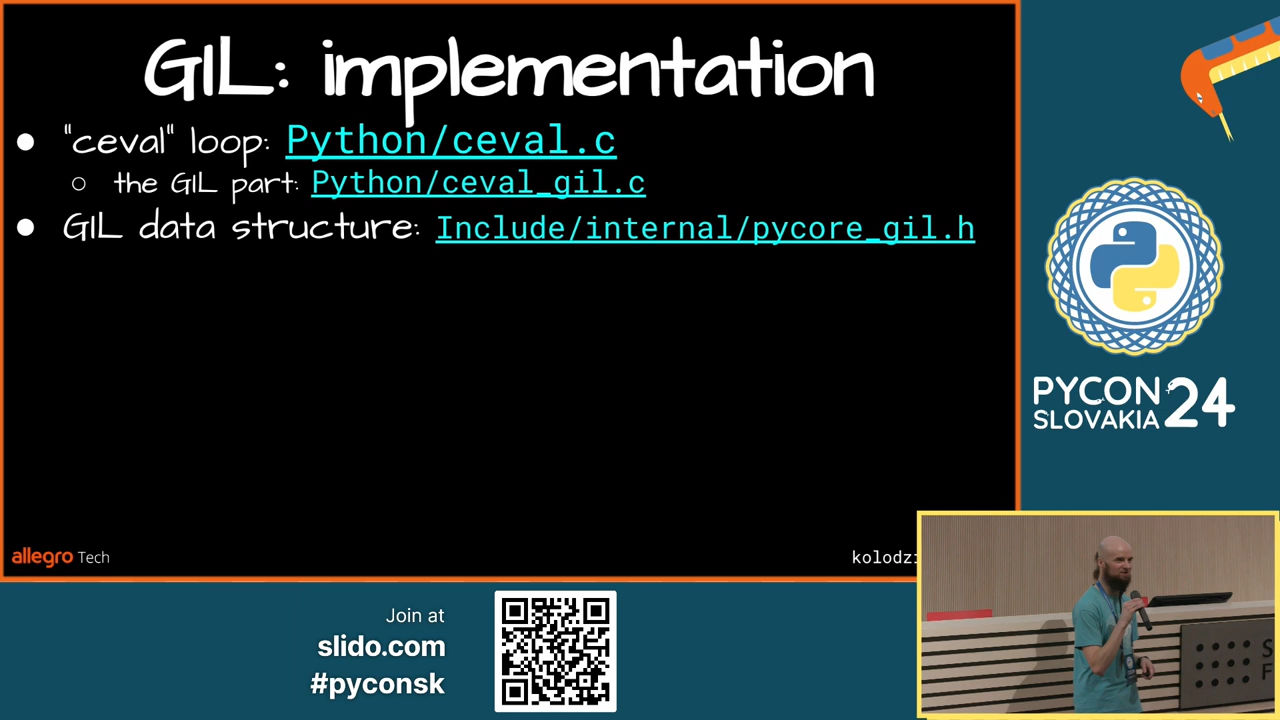 GIL: implementation
● "ceval" loop: Python/ceval.c
○ the GIL part: Python/ceval_gil.c
● GIL data structure: Include/internal/pycore_gil.h
allegro Tech
PYCON 24
SLOVAKIA
Join at
slido.com
#pyconsk